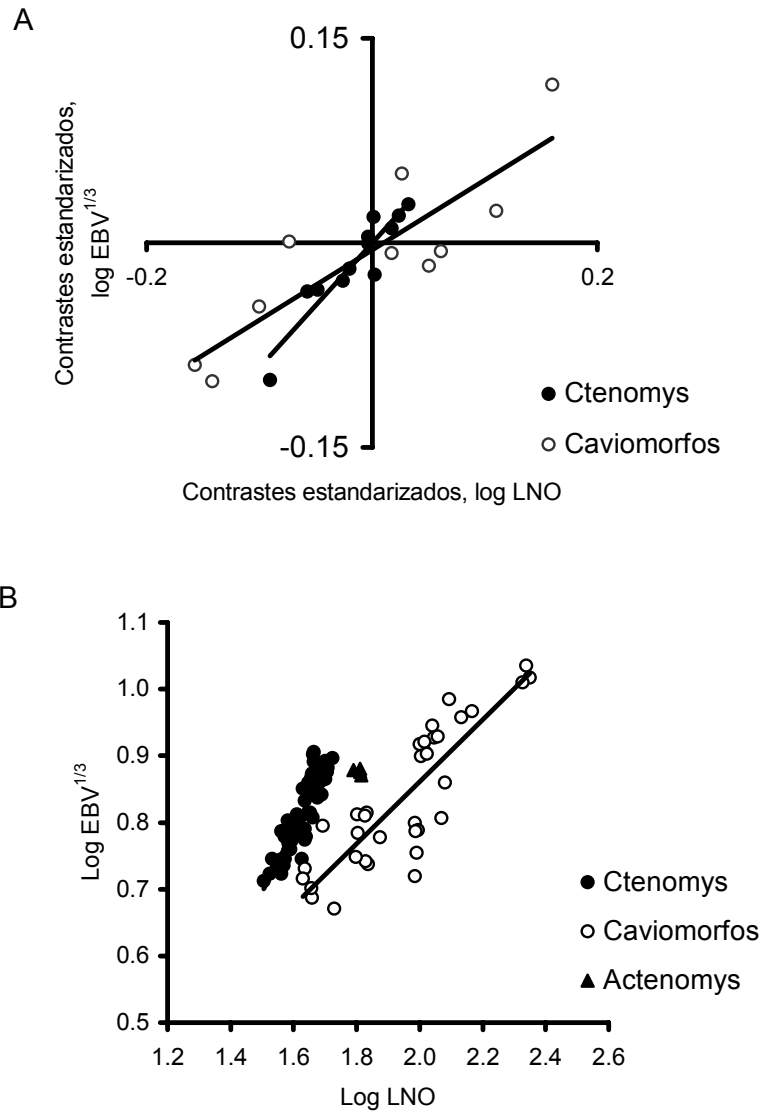 A
0.15
Contrastes estandarizados,
log EBV1/3
-0.2
0.2
Ctenomys
Caviomorfos
-0.15
Contrastes estandarizados, log LNO
B
1.1
1.0
0.9
0.8
0.7
0.6
0.5
Log EBV1/3
Ctenomys
Caviomorfos
Actenomys
1.2 1.4 1.6 1.8 2.0 2.2 2.4 2.6
Log LNO